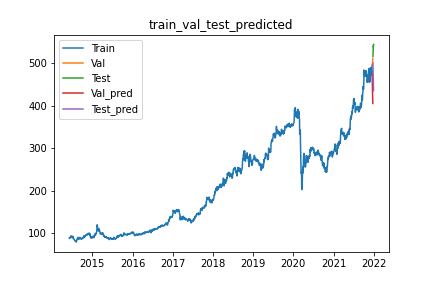 train_val_test_predicted
Train
Val
Test
Val_pred
Test_pred
500
400
300
200
100
2015 2016 2017 2018 2019 2020 2021 2022